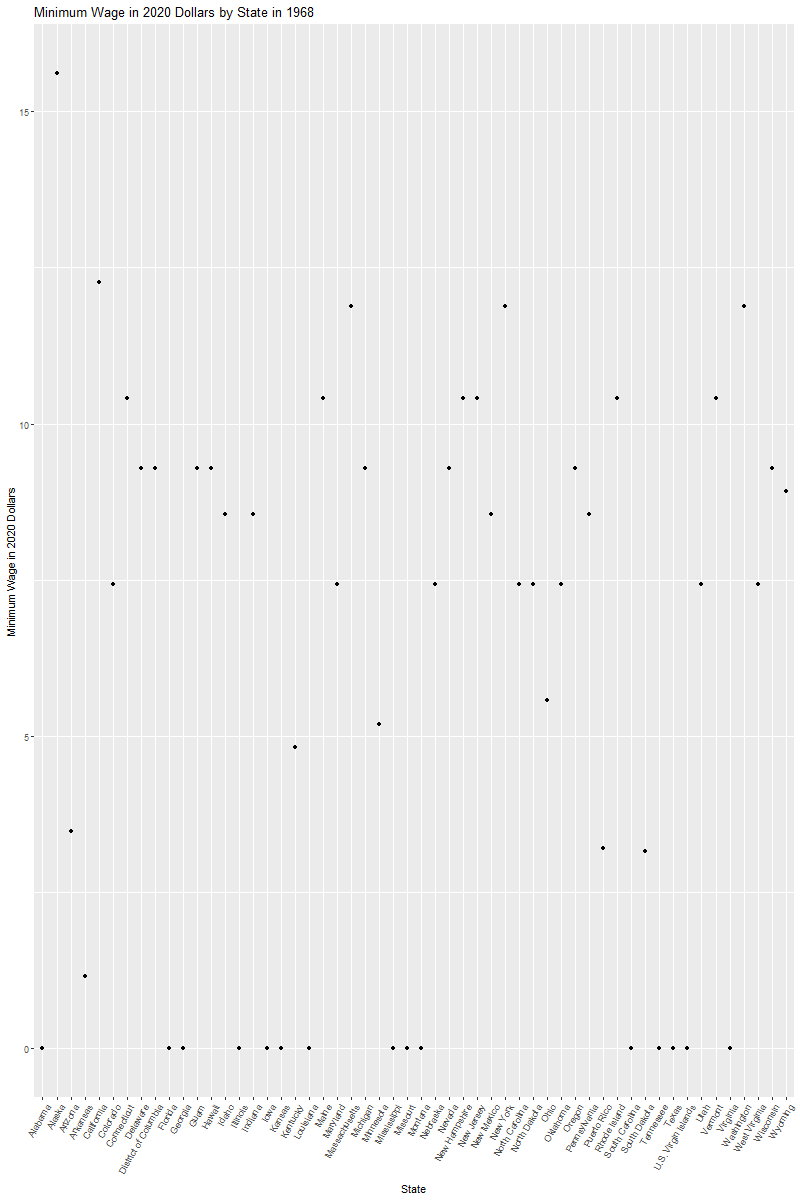 Minimum Wage in 2020 Dollars by State in 1968
Minimum Wage in 2020 Dollars
15
10
5
0
Alabama
Alaska
Arizona
Arkansas
California
Colorado
Connecticut
Delaware
District of Columbia
Florida
Georgia
Guam
Hawaii
Idaho
Illinois
Indiana
Iowa
Kansas
Kentucky
Louisiana
Maine
Maryland
Massachusetts
Michigan
Minnesota
Mississippi
Missouri
Montana
Nebraska
Nevada
New Hampshire
New Jersey
New Mexico
New York
North Carolina
North Dakota
Ohio
Oklahoma
Oregon
Pennsylvania
Puerto Rico
Rhode Island
South Carolina
South Dakota
Tennessee
Texas
U.S. Virgin Islands
Utah
Vermont
Virginia
Washington
West Virginia
Wisconsin
Wyoming
State